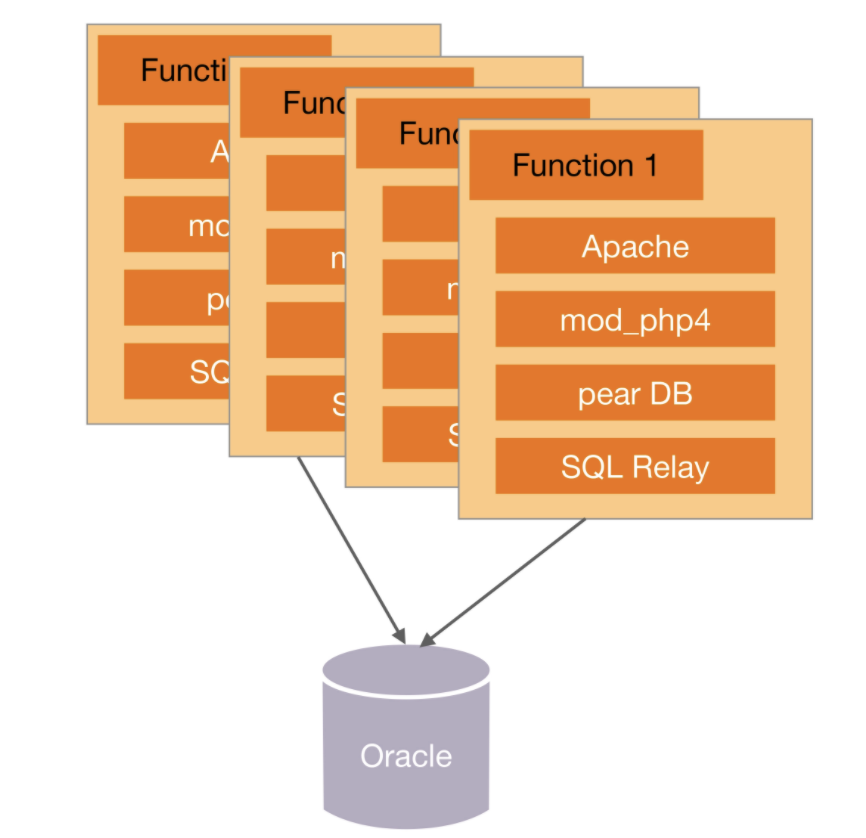 Functi
A
mo
pe
SQ
Func
m
S
Func
m
S
Function 1
Apache
mod_php4
pear DB
SQL Relay
Oracle